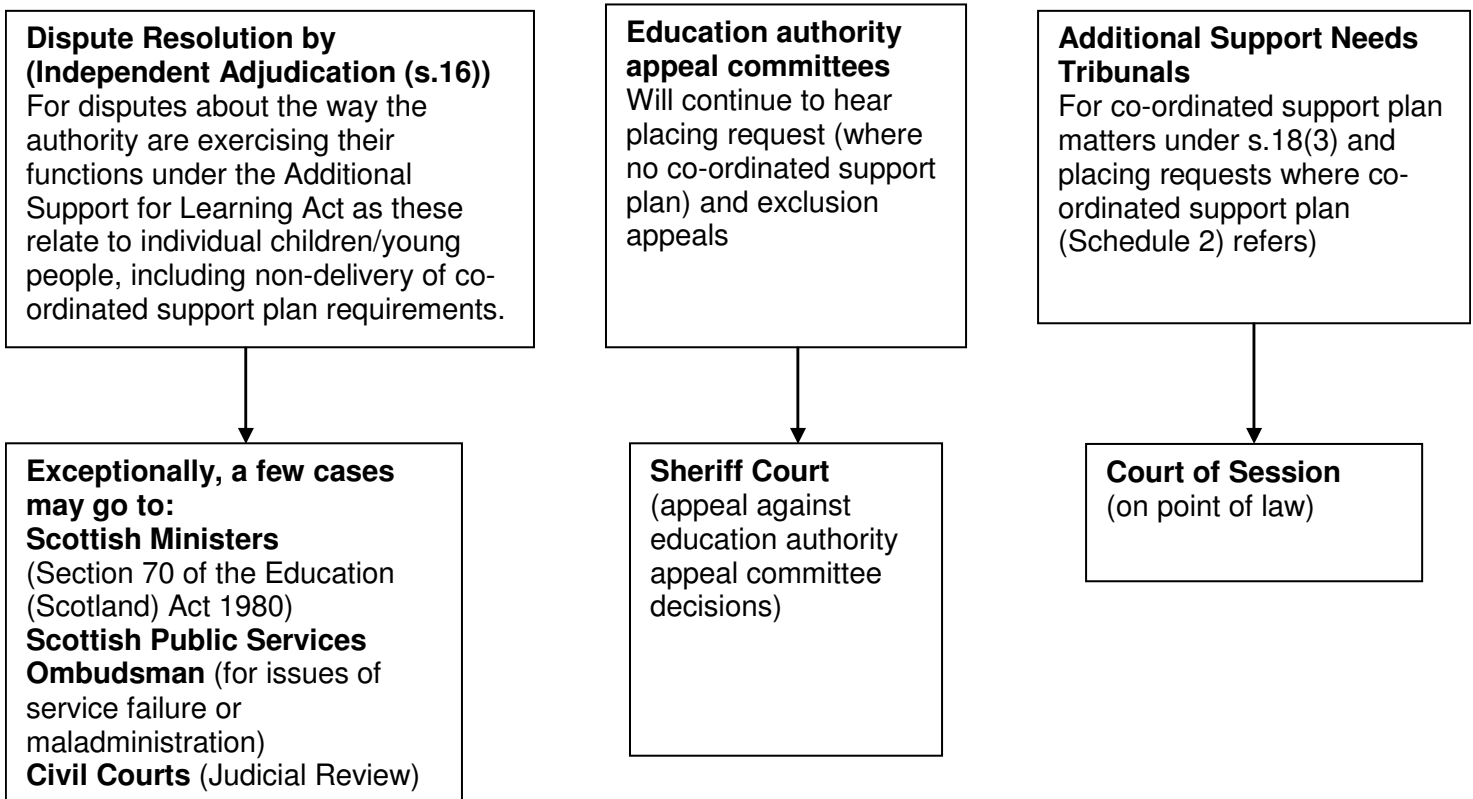 Dispute Resolution by
(Independent Adjudication (s.16))
For disputes about the way the
authority are exercising their
functions under the Additional
Support for Learning Act as these
relate to individual children/young
people, including non-delivery of co-
ordinated support plan requirements.
Education authority
appeal committees
Will continue to hear
placing request (where
no co-ordinated support
plan) and exclusion
appeals
Additional Support Needs
Tribunals
For co-ordinated support plan
matters under s.18(3) and
placing requests where co-
ordinated support plan
(Schedule 2) refers)
Exceptionally, a few cases
may go to:
Scottish Ministers
(Section 70 of the Education
(Scotland) Act 1980)
Scottish Public Services
Ombudsman (for issues of
service failure or
maladministration)
Civil Courts (Judicial Review)
Sheriff Court
(appeal against
education authority
appeal committee
decisions)
Court of Session
(on point of law)